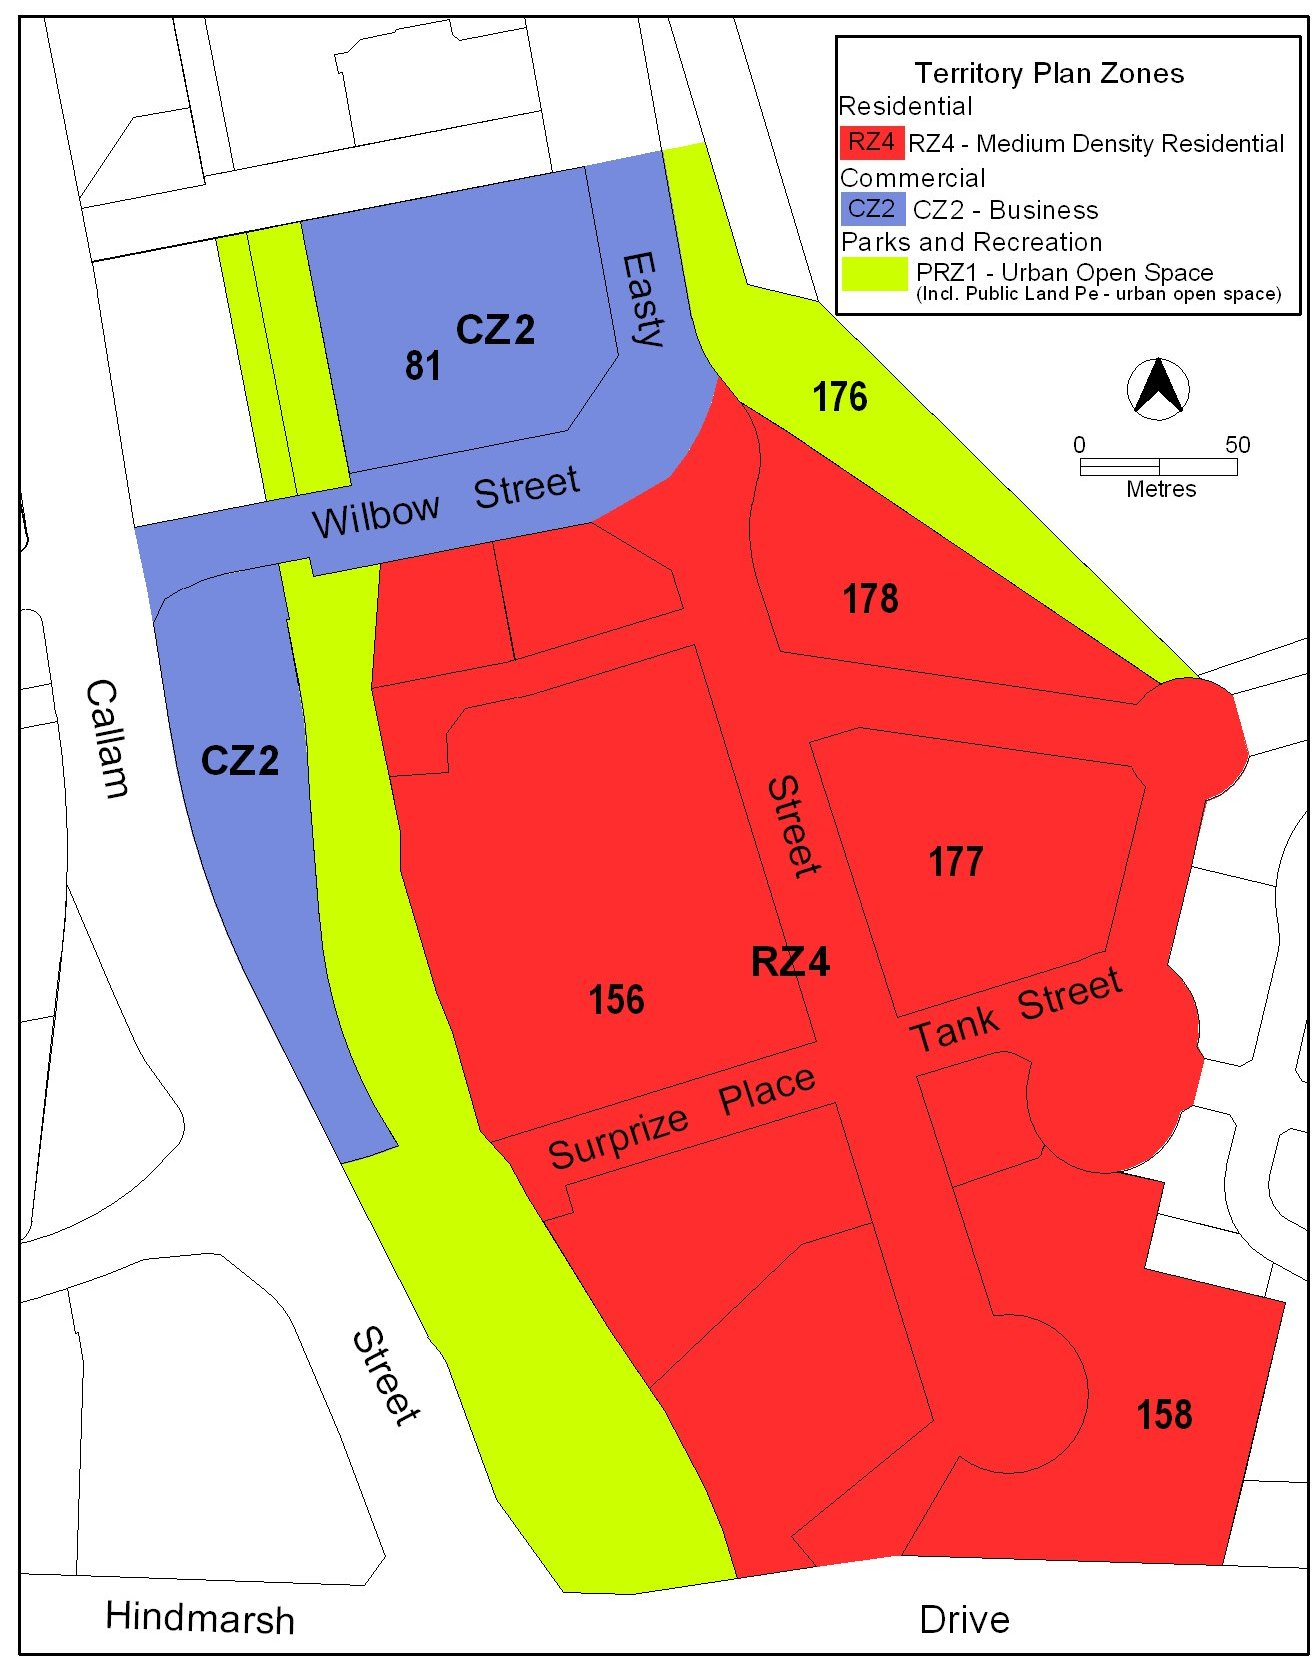 Territory Plan Zones
Residential
RZ4 RZ4 - Medium Density Residential
Commercial
CZ2 CZ2 - Business
Parks and Recreation
PRZ1 - Urban Open Space
(Incl. Public Land Pe - urban open space)
0 50
Metres
Easty
CZ2
81
176
Wilbow Street
178
Callam
CZ2
Street
177
RZ4
156
Tank Street
Surprize Place
Street
158
Hindmarsh Drive